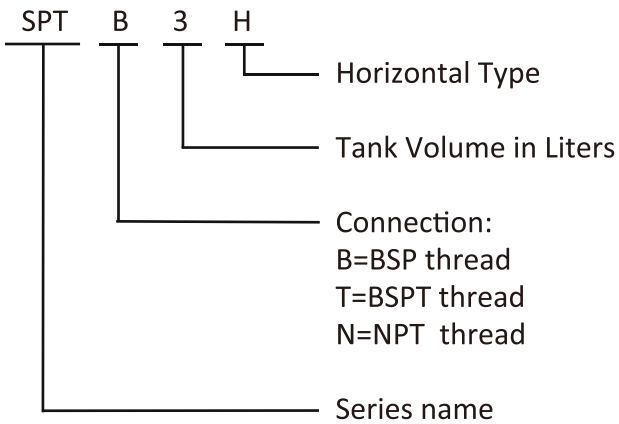 SPT B 3 H
Horizontal Type
Tank Volume in Liters
Connection:
B=BSP thread
T=BSPT thread
N=NPT thread
Series name